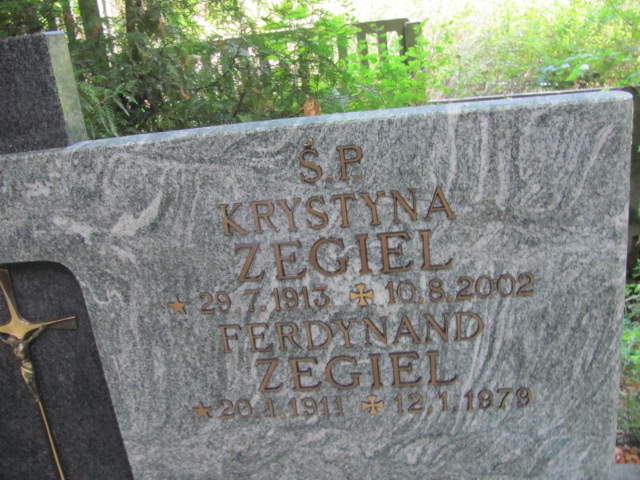 Ś.P.
KRYSTYNA
ZEGIEL
29.7.1913 10.8.2002
FERDYNAND
ZEGIEL
20.1.1911 12.1.1979